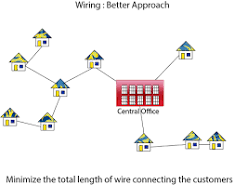 Wiring : Better Approach
Central Office
Minimize the total length of wire connecting the customers